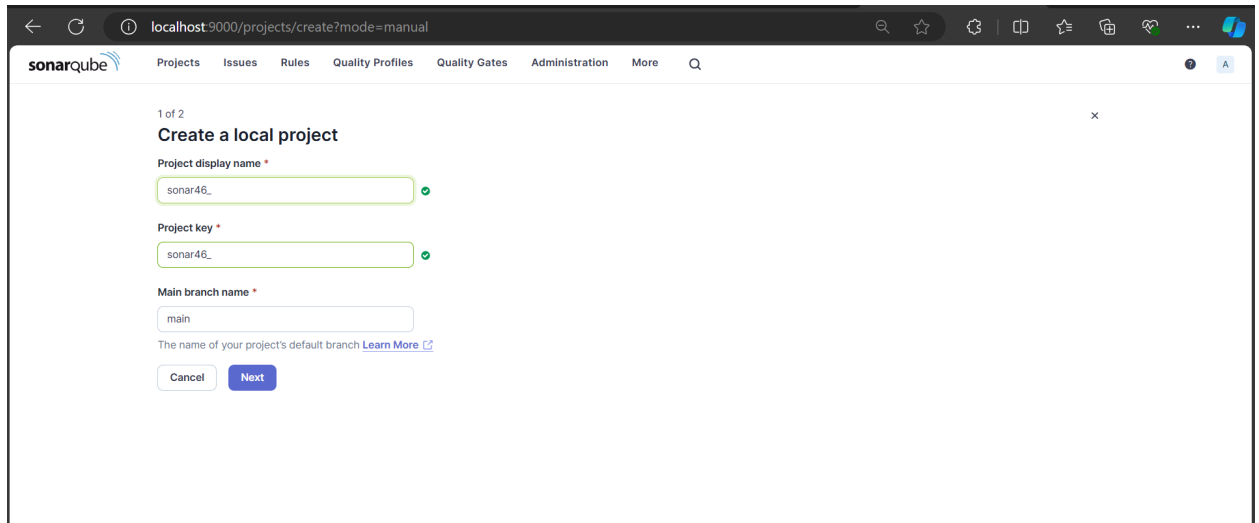 localhost:9000/projects/create?mode=manual
sonarqube Projects Issues Rules Quality Profiles Quality Gates Administration More A
1 of 2
Create a local project
Project display name *
sonar46_
Project key *
sonar46_
Main branch name *
main
The name of your project's default branch Learn More
Cancel Next